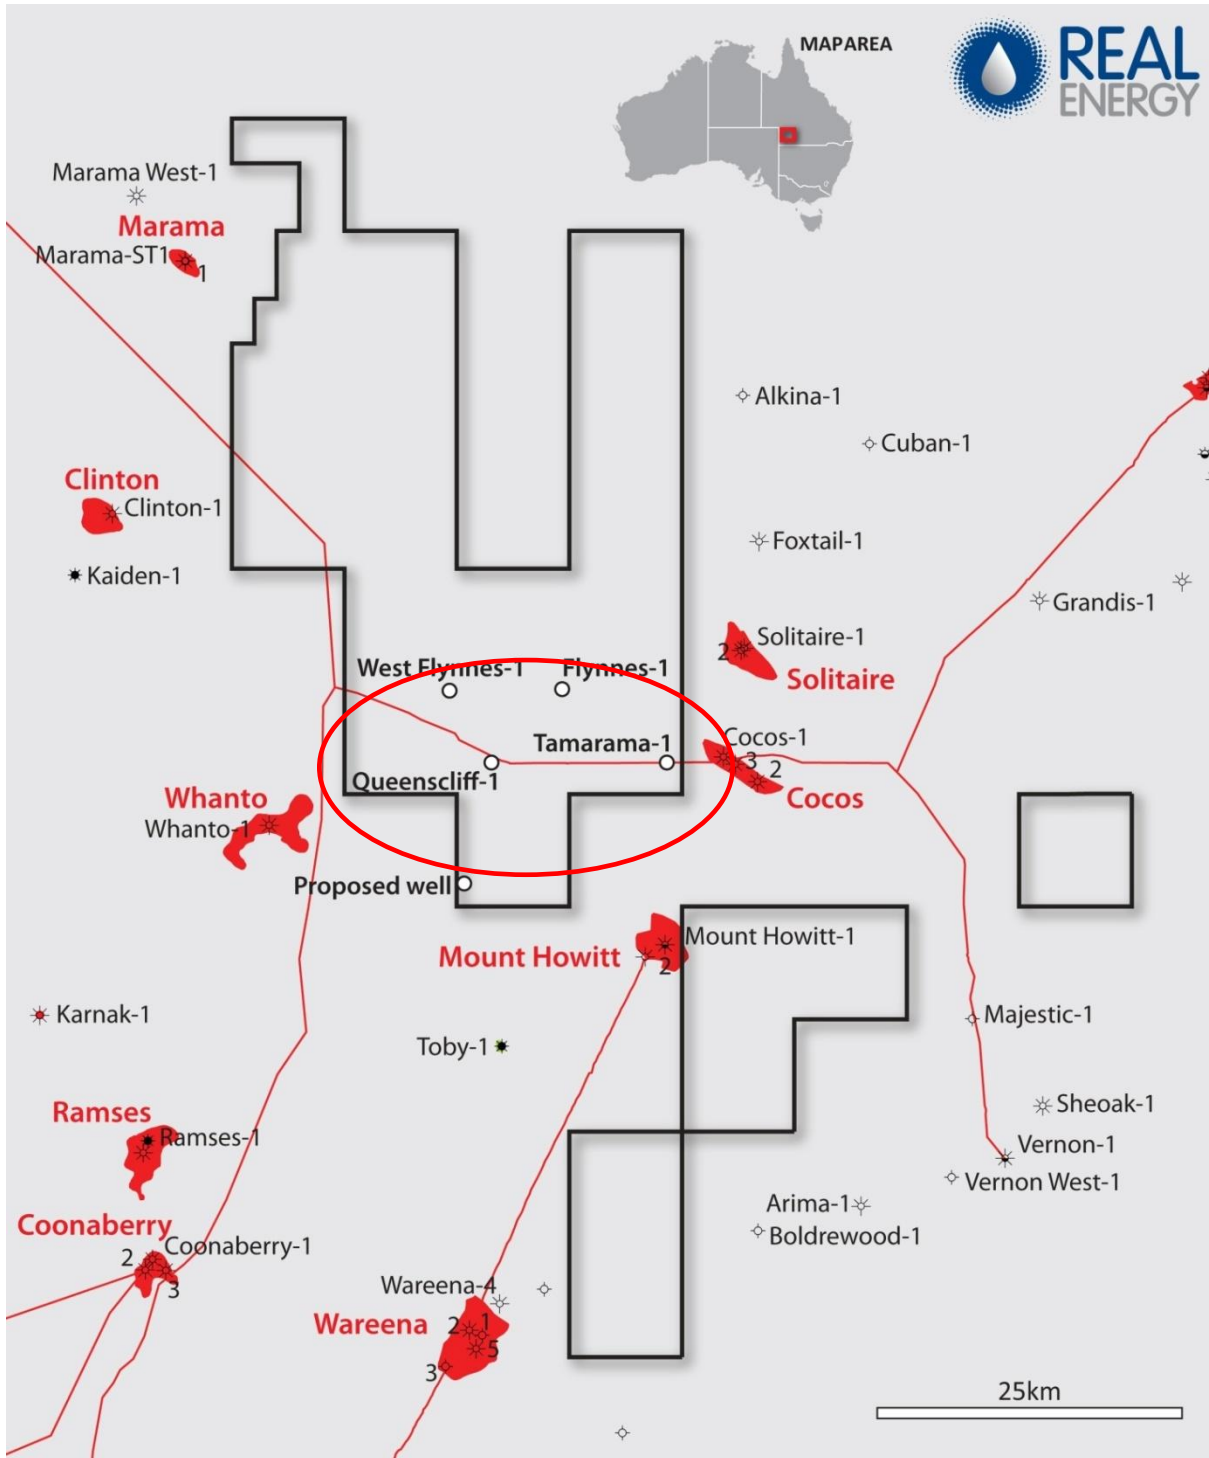 MAPAREA
REAL
ENERGY
Marama West-1
Marama
Marama-ST1
1
Alkina-1
Cuban-1
Clinton
Clinton-1
Foxtail-1
Kaiden-1
Grandis-1
Solitaire-1
2
Solitaire
West Flynnes-1
Flynnes-1
Tamarama-1
Cocos-1
3
2
Cocos
Queenscliff-1
Whanto
Whanto-1
Proposed well
Mount Howitt-1
Mount Howitt
2
Karnak-1
Majestic-1
Toby-1
Sheoak-1
Ramses
Ramses-1
Vernon-1
Vernon West-1
Arima-1
Boldrewood-1
Coonaberry
Coonaberry-1
2
3
Wareena-4
Wareena
2
1
5
3
25km